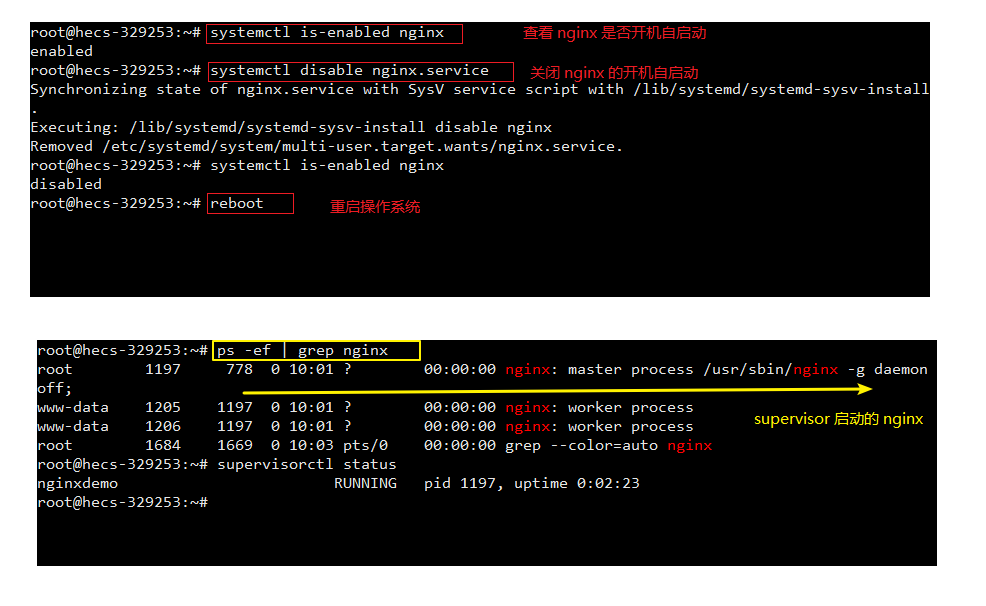 root@hecs-329253:~# systemctl is-enabled nginx 查看 nginx 是否开机自启动
enabled
root@hecs-329253:~# systemctl disable nginx.service 关闭 nginx 的开机自启动
Synchronizing state of nginx.service with SysV service script with /lib/systemd/systemd-sysv-install
.
Executing: /lib/systemd/systemd-sysv-install disable nginx
Removed /etc/systemd/system/multi-user.target.wants/nginx.service.
root@hecs-329253:~# systemctl is-enabled nginx
disabled
root@hecs-329253:~# reboot 重启操作系统
root@hecs-329253:~# ps -ef | grep nginx
root 1197 778 0 10:01 ? 00:00:00 nginx: master process /usr/sbin/nginx -g daemon
off;
www-data 1205 1197 0 10:01 ? 00:00:00 nginx: worker process
supervisor 启动的 nginx
www-data 1206 1197 0 10:01 ? 00:00:00 nginx: worker process
root 1684 1669 0 10:03 pts/0 00:00:00 grep --color=auto nginx
root@hecs-329253:~# supervisorctl status
nginxdemo RUNNING pid 1197, uptime 0:02:23
root@hecs-329253:~#